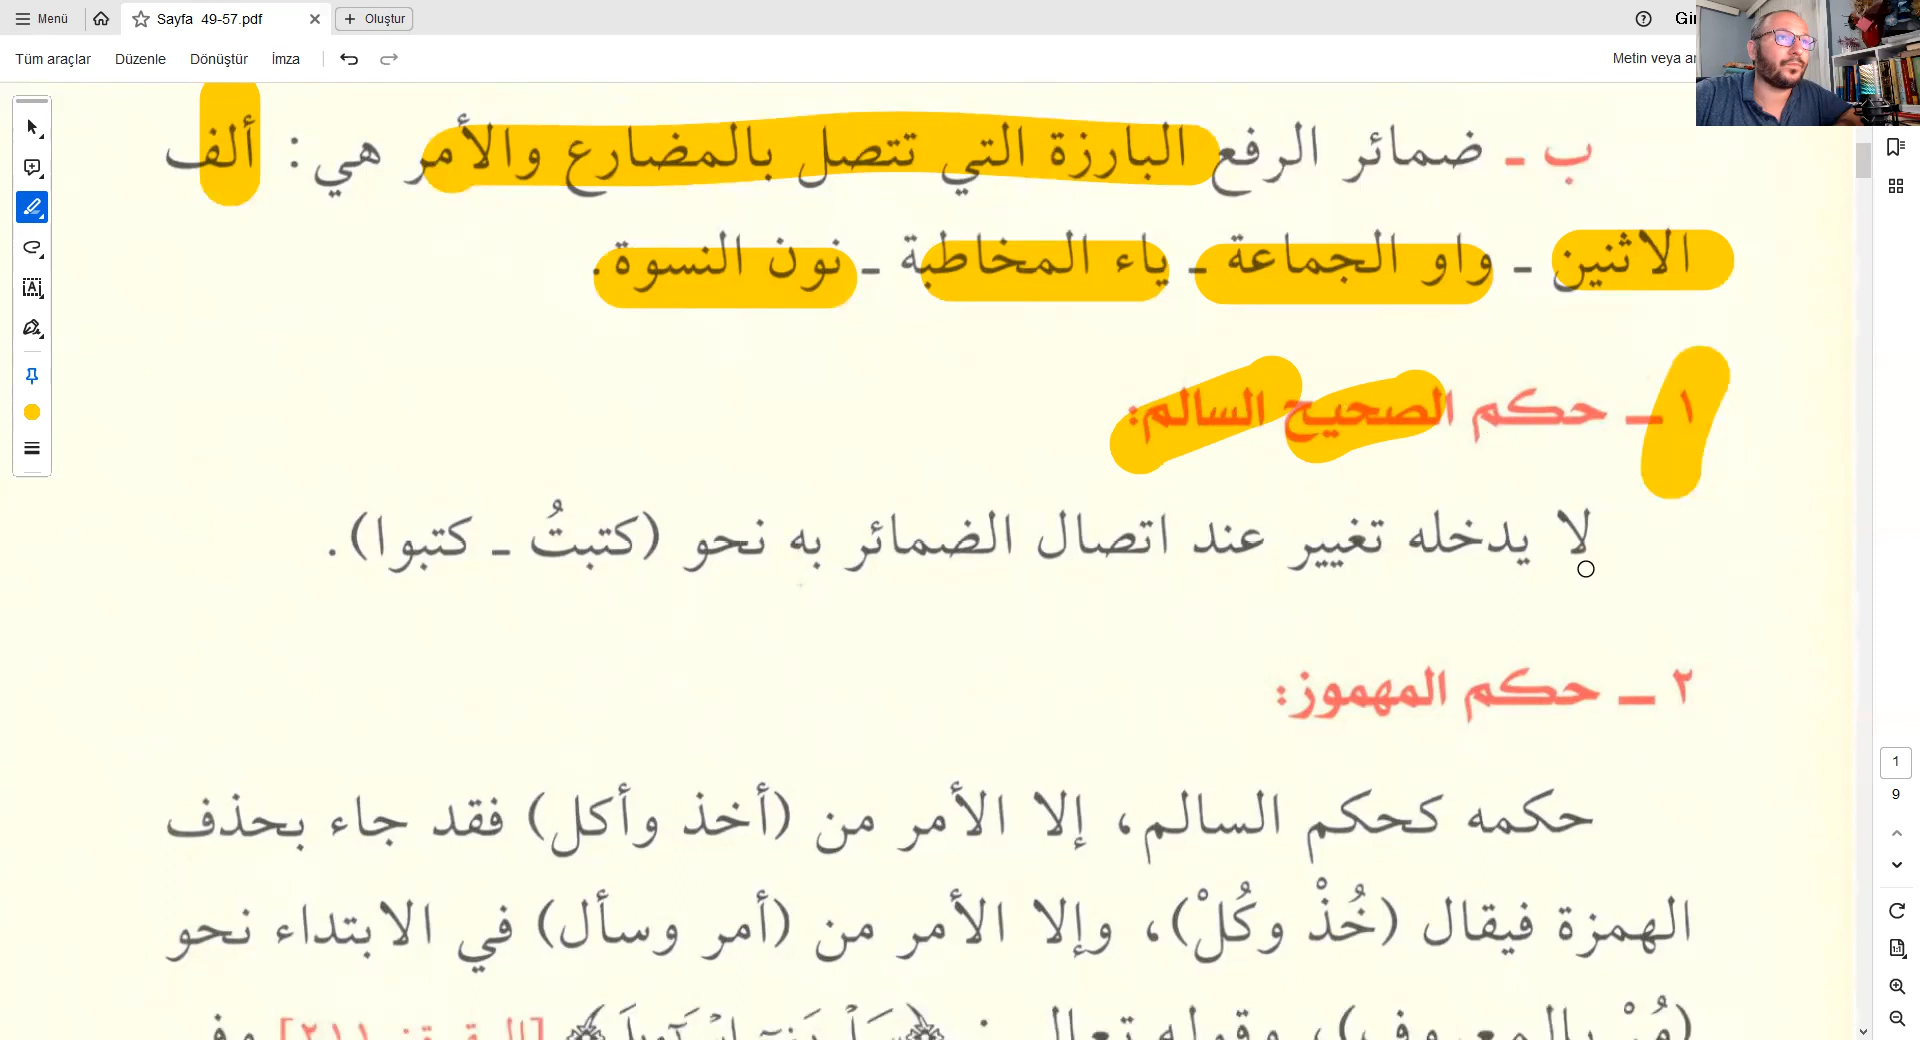 Menü
Sayfa 49-57.pdf
Oluştur
Gi
Tüm araçlar
Düzenle
Dönüştür
İmza
Metin veya
ب ـ ضمائر الرفع البارزة التي تتصل بالمضارع والأمر هي: ألف
الاثنين ـ واو الجماعة ـ ياء المخاطبة ـ نون النسوة.
١ ـ حكم الصحيح السالم:
لا يدخله تغيير عند اتصال الضمائر به نحو (كتبتُ ـ كتبوا).
٢ ـ حكم المهموز:
حكمه كحكم السالم، إلا الأمر من (أخذ وأكل) فقد جاء بحذف
الهمزة فيقال (خُذْ وكُلْ)، وإلا الأمر من (أمر وسأل) في الابتداء نحو
1
9